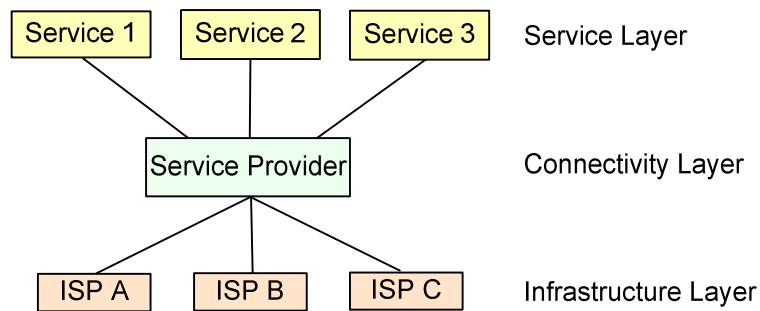 Service 1
Service 2
Service 3
Service Layer
Service Provider
Connectivity Layer
ISP A
ISP B
ISP C
Infrastructure Layer